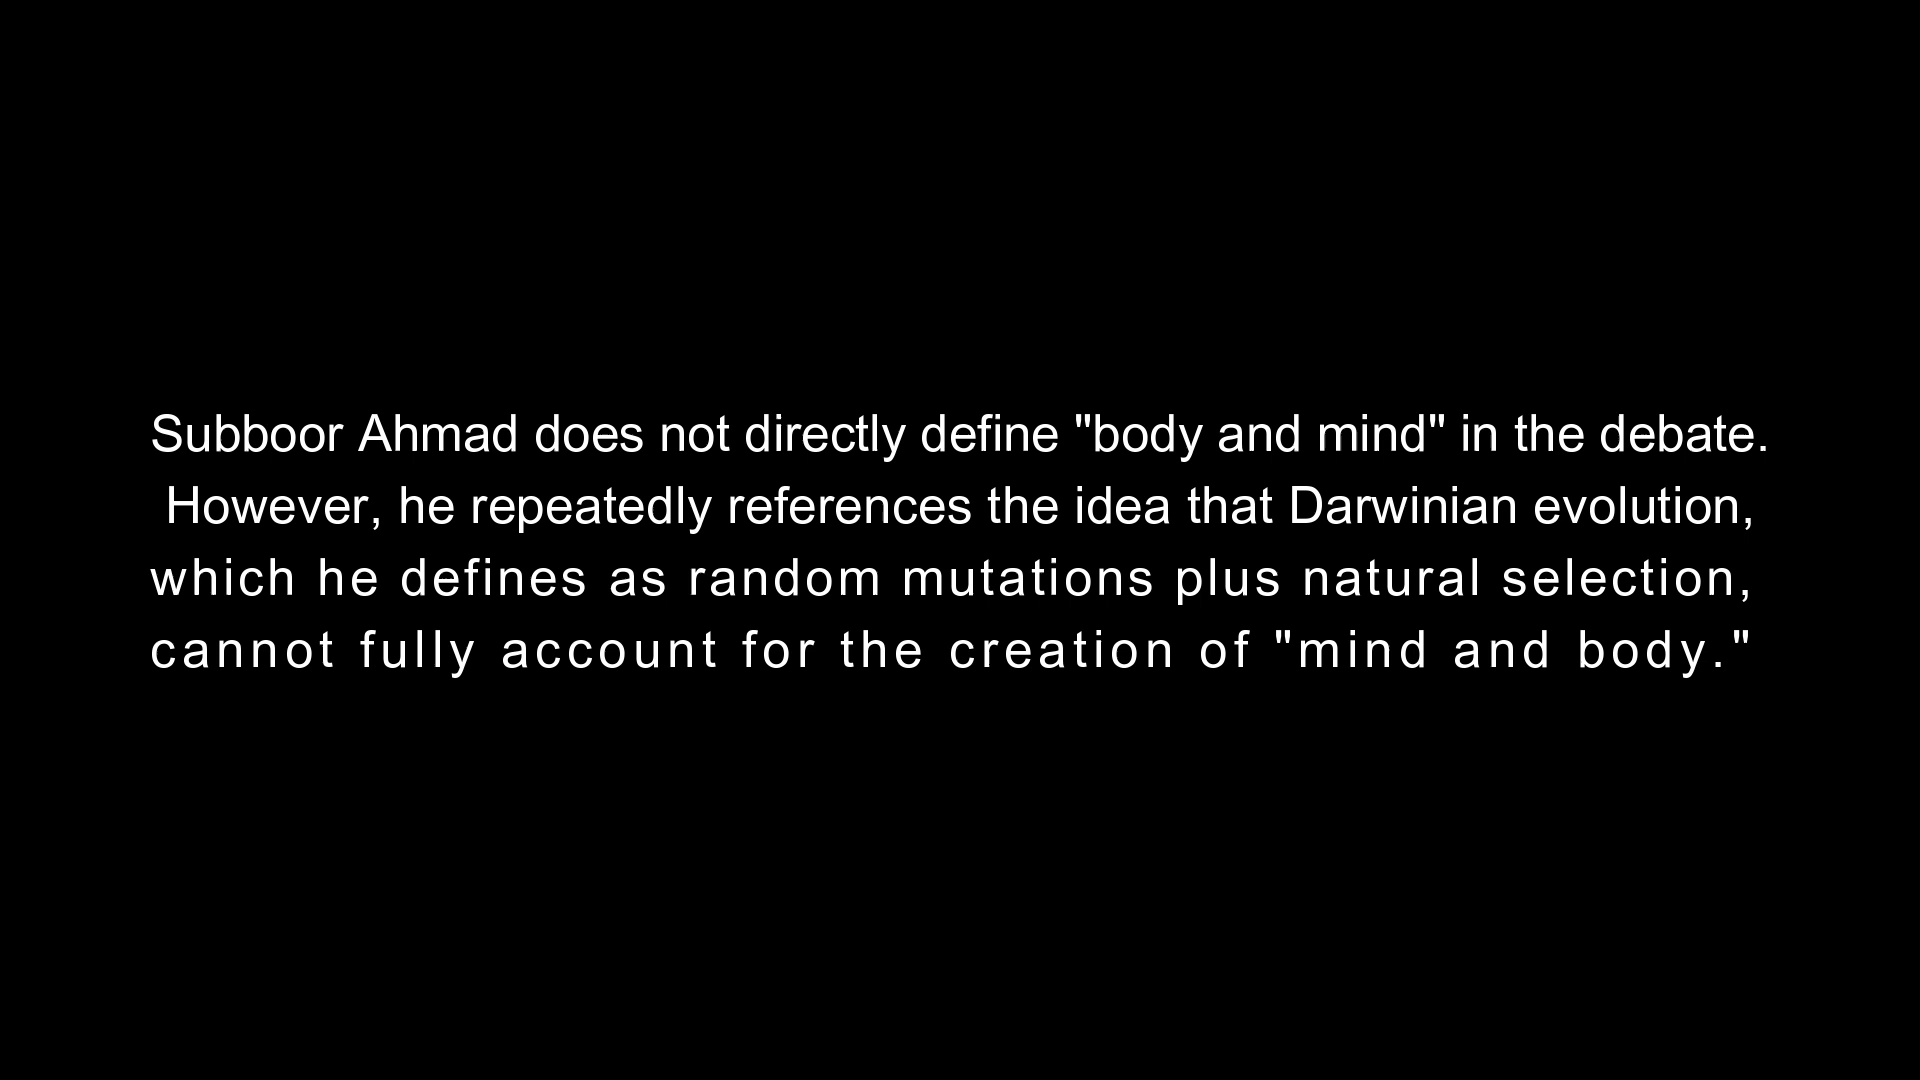 Subboor Ahmad does not directly define "body and mind" in the debate.
However, he repeatedly references the idea that Darwinian evolution,
which he defines as random mutations plus natural selection,
cannot fully account for the creation of "mind and body."